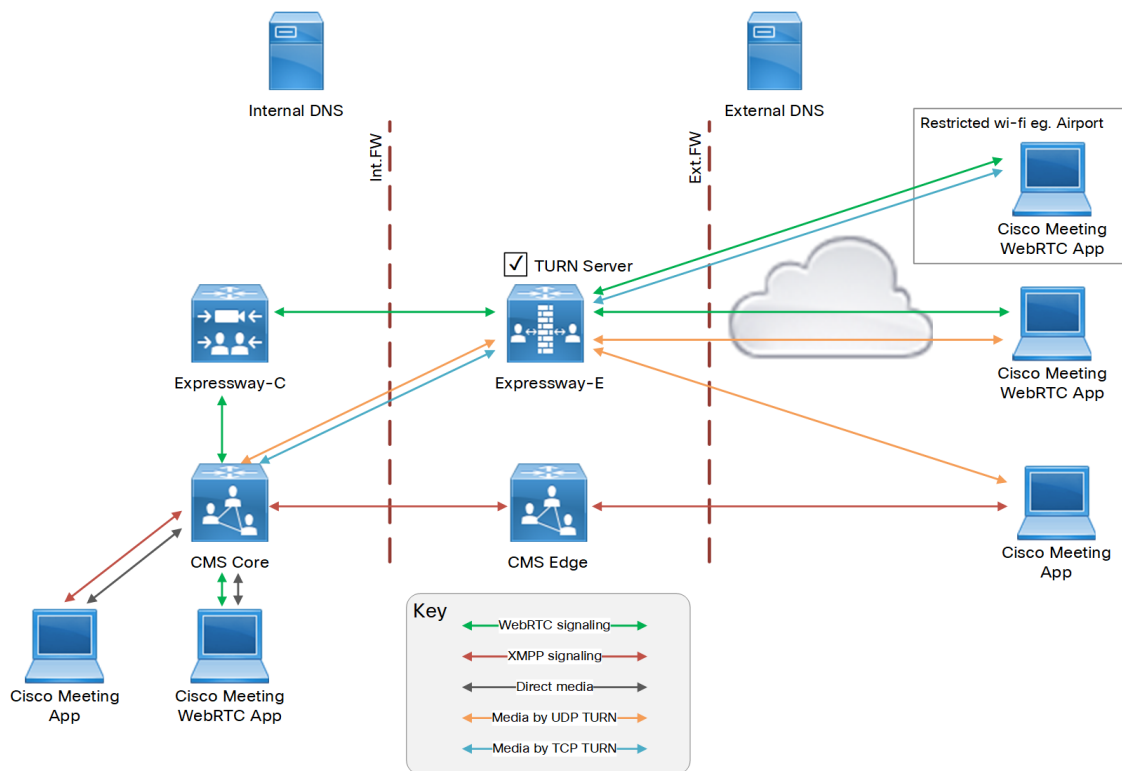 Internal DNS
External DNS
Int.FW
Ext.FW
Restricted wi-fi eg. Airport
Cisco Meeting
WebRTC App
TURN Server
Expressway-C
Expressway-E
Cisco Meeting
WebRTC App
CMS Core
CMS Edge
Cisco Meeting
App
Cisco Meeting
App
Cisco Meeting
WebRTC App
Key
WebRTC signaling
XMPP signaling
Direct media
Media by UDP TURN
Media by TCP TURN